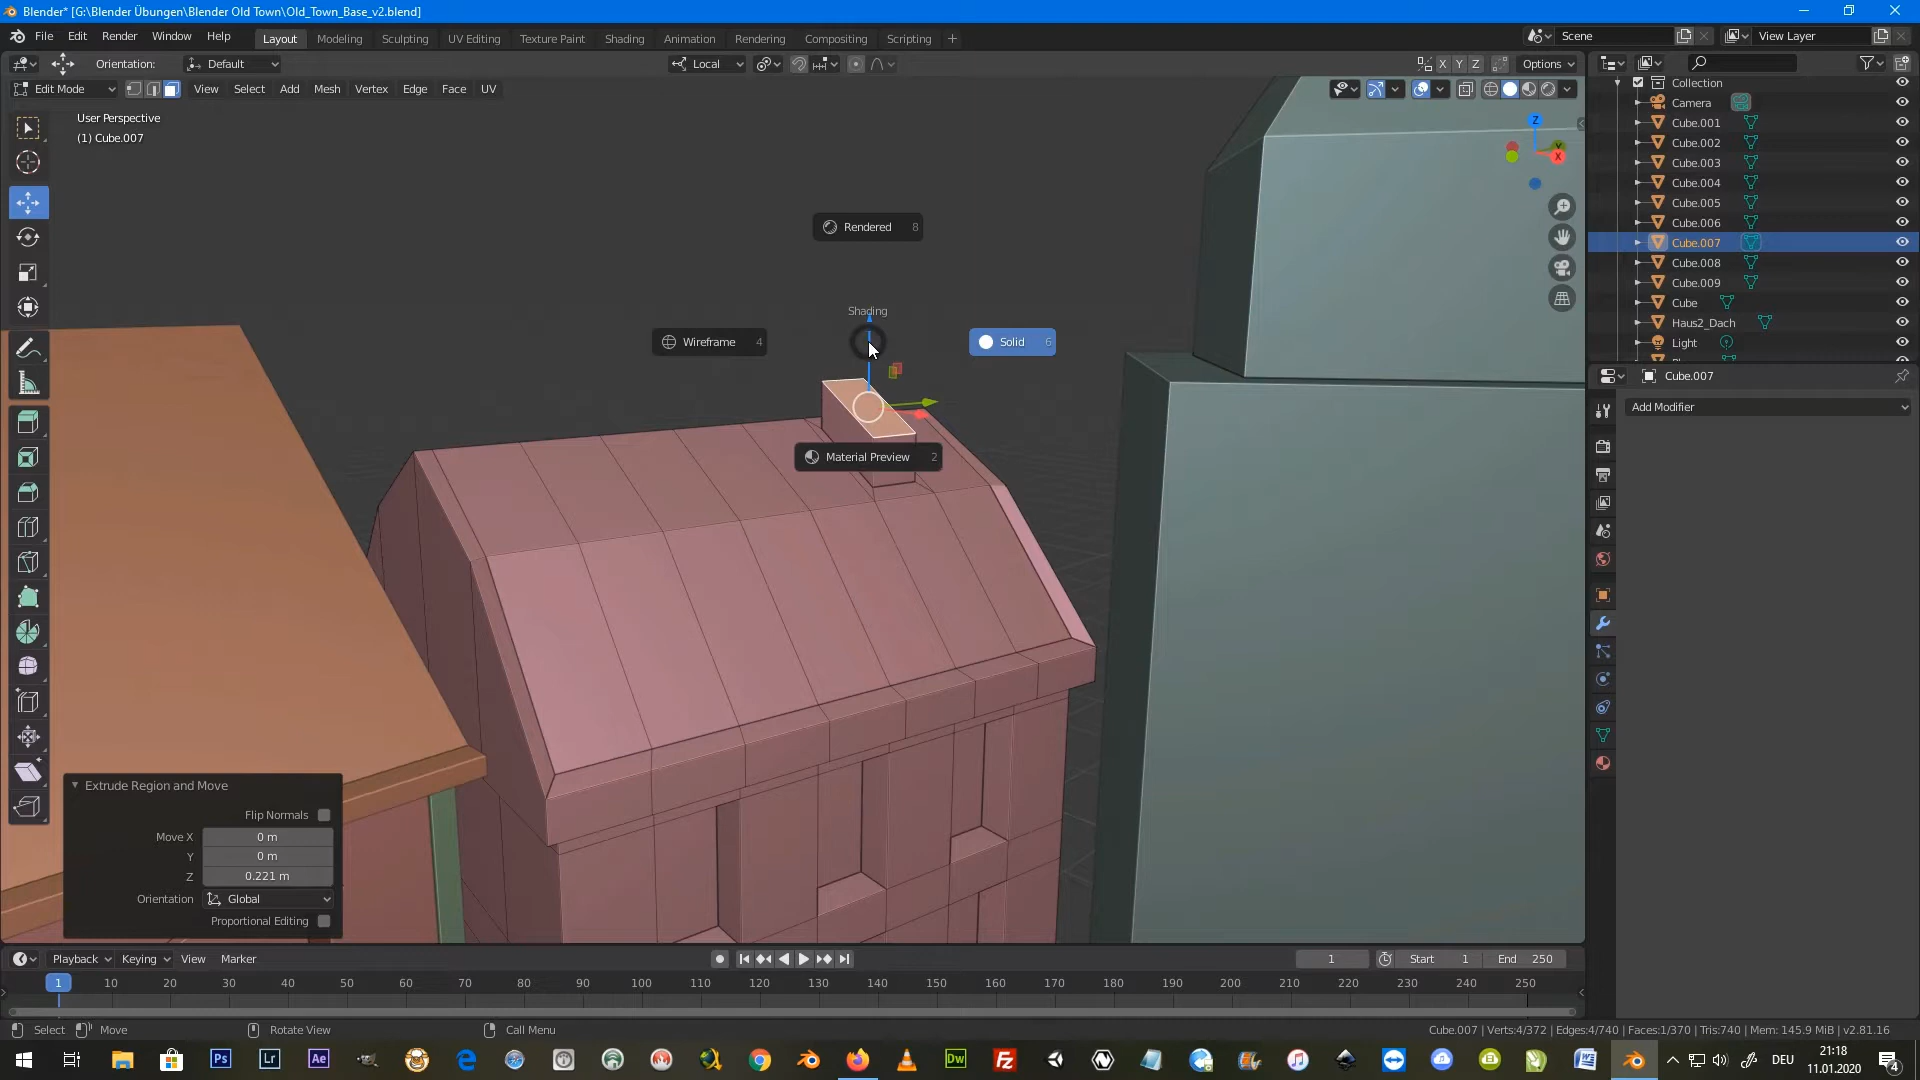 Blender* [G:\Blender Übungen\Blender Old Town\Old_Town_Base_v2.blend]
File Edit Render Window Help
Layout Modeling Sculpting UV Editing Texture Paint Shading Animation Rendering Compositing Scripting +
Scene
View Layer
Orientation: Default
Local
X Y Z
Options
Edit Mode
View Select Add Mesh Vertex Edge Face UV
User Perspective
(1) Cube.007
Z
Y
X
Rendered 8
Shading
Wireframe 4
Solid 6
Material Preview 2
Collection
Camera
Cube.001
Cube.002
Cube.003
Cube.004
Cube.005
Cube.006
Cube.007
Cube.008
Cube.009
Cube
Haus2_Dach
Light
Cube.007
Add Modifier
Extrude Region and Move
Flip Normals
Move X 0 m
Y 0 m
Z 0.221 m
Orientation Global
Proportional Editing
Playback Keying View Marker
1
Start 1
End 250
1 10 20 30 40 50 60 70 80 90 100 110 120 130 140 150 160 170 180 190 200 210 220 230 240 250
Select Move Rotate View Call Menu
Cube.007 | Verts:4/372 | Edges:4/740 | Faces:1/370 | Tris:740 | Mem: 145.9 MiB | v2.81.16
Ps Lr Ae Dw
DEU
21:18
11.01.2020
4